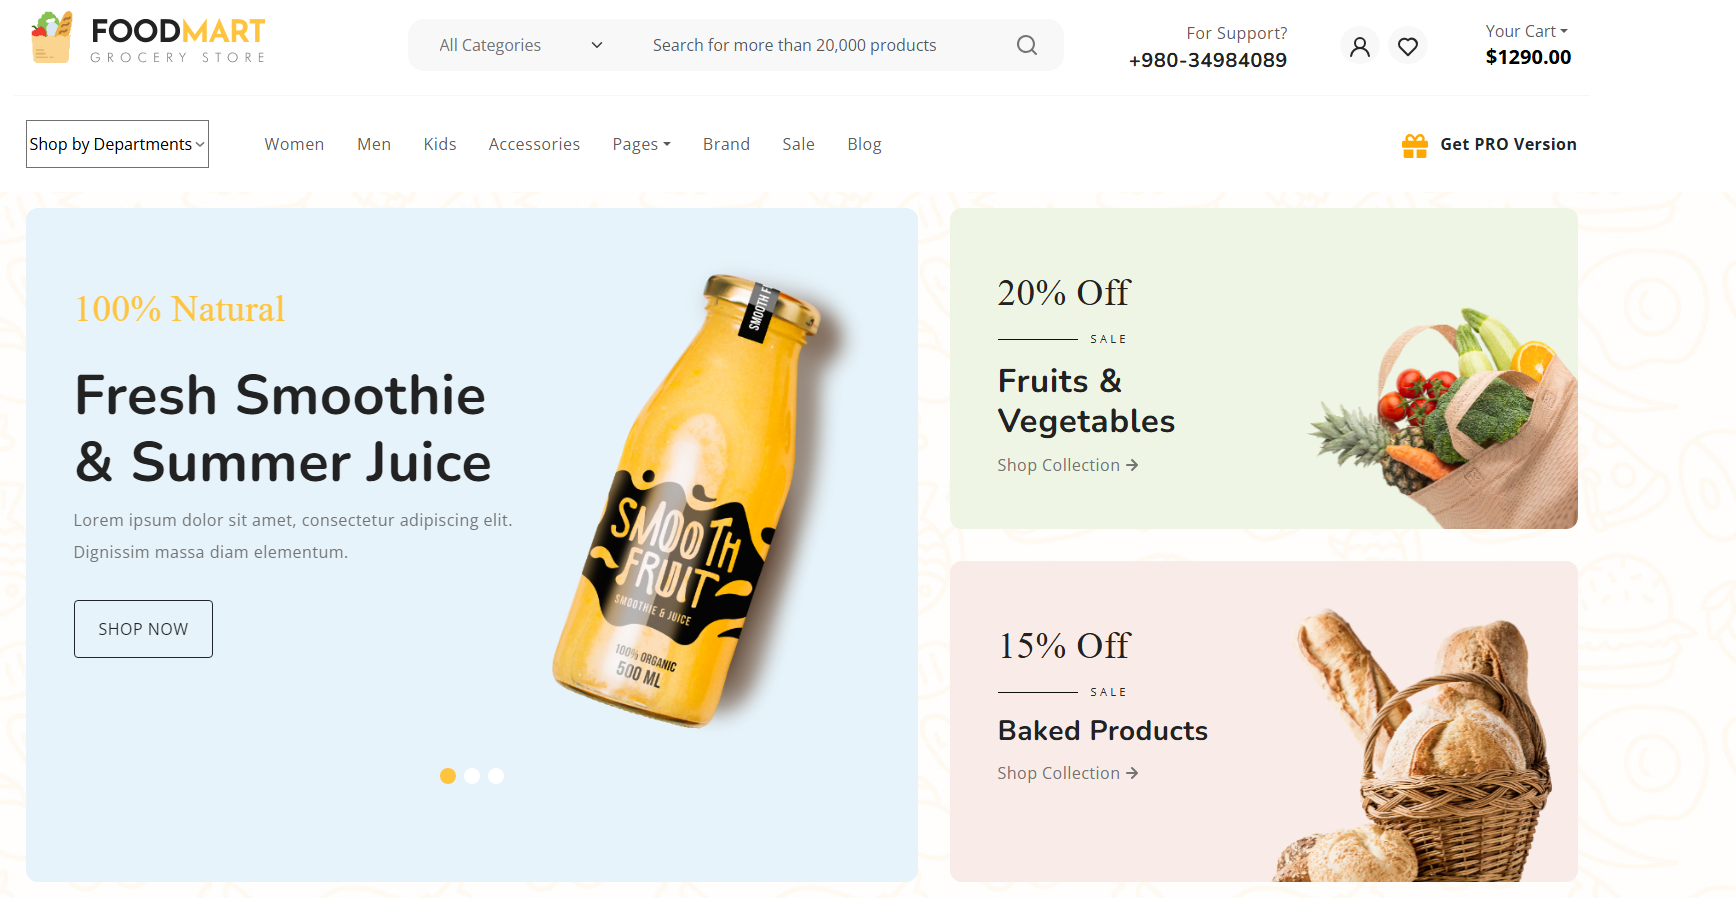 FOODMART
GROCERY STORE
All Categories
Search for more than 20,000 products
For Support?
+980-34984089
Your Cart
$1290.00
Shop by Departments
Women
Men
Kids
Accessories
Pages
Brand
Sale
Blog
Get PRO Version
100% Natural
Fresh Smoothie
& Summer Juice
Lorem ipsum dolor sit amet, consectetur adipiscing elit.
Dignissim massa diam elementum.
SHOP NOW
SMOOTH F
SMOOTH
FRUIT
SMOOTHIE & JUICE
100% ORGANIC
500 ML
20% Off
SALE
Fruits &
Vegetables
Shop Collection
15% Off
SALE
Baked Products
Shop Collection